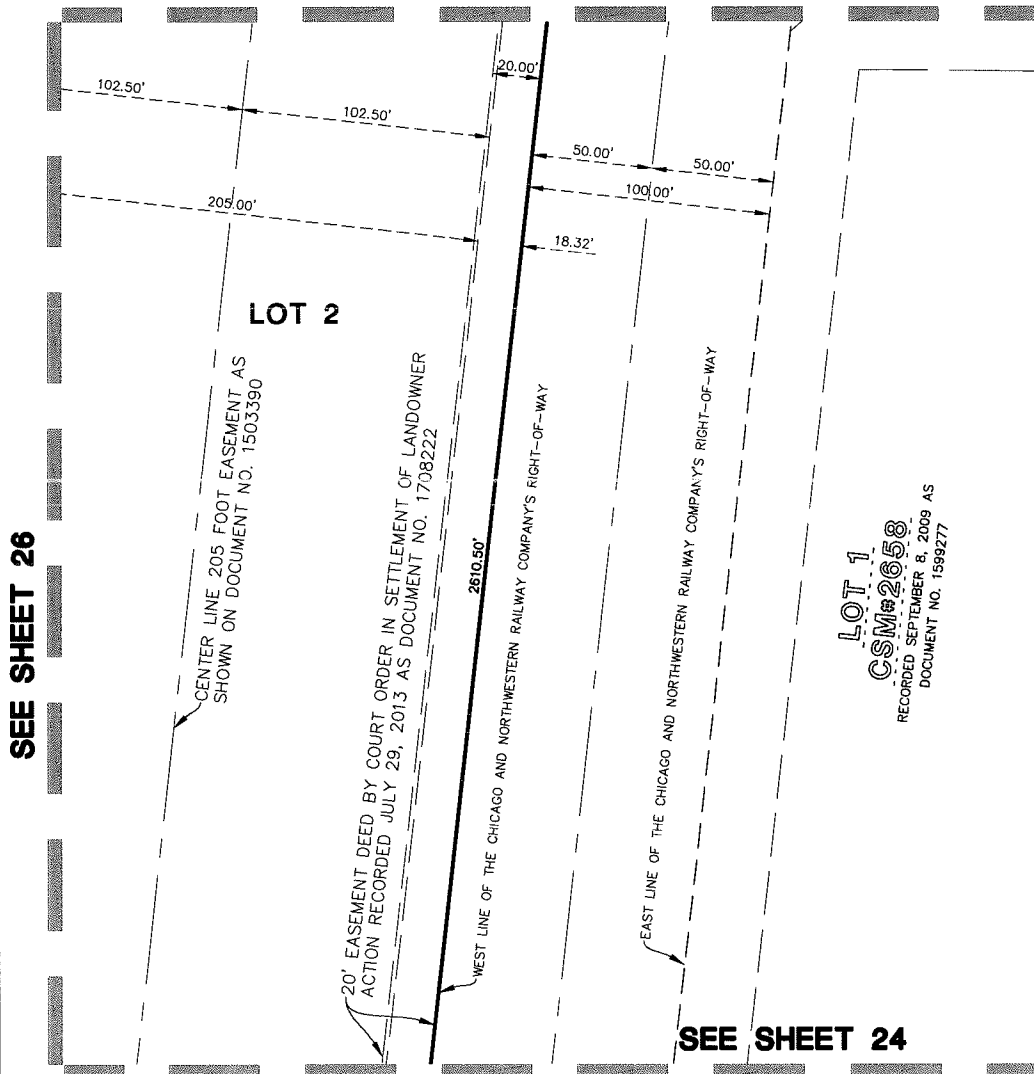 20.00'
102.50'
102.50'
50.00'
50.00'
100.00'
205.00'
18.32'
LOT 2
CENTER LINE 205 FOOT EASEMENT AS
SHOWN ON DOCUMENT NO. 1503390
20' EASEMENT DEED BY COURT ORDER IN SETTLEMENT OF LANDOWNER
ACTION RECORDED JULY 29, 2013 AS DOCUMENT NO. 1708222
2610.50'
WEST LINE OF THE CHICAGO AND NORTHWESTERN RAILWAY COMPANY'S RIGHT-OF-WAY
EAST LINE OF THE CHICAGO AND NORTHWESTERN RAILWAY COMPANY'S RIGHT-OF-WAY
LOT 1
CSM#2658
RECORDED SEPTEMBER 8, 2009 AS
DOCUMENT NO. 1599277
SEE SHEET 26
SEE SHEET 24